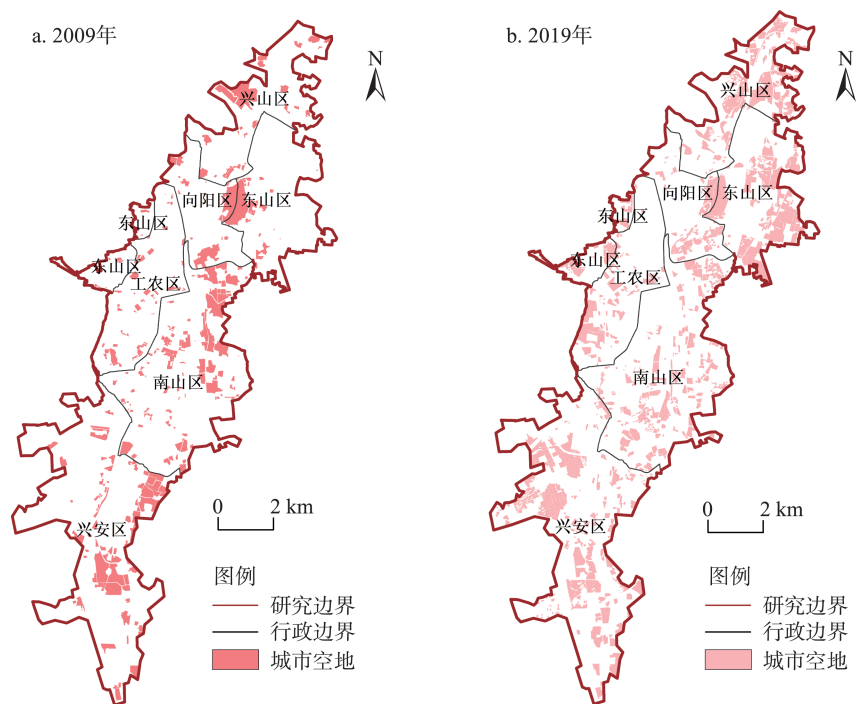 a. 2009年
N
兴山区
向阳区
东山区
东山区
东山区
工农区
南山区
兴安区
0 2 km
图例
研究边界
行政边界
城市空地
b. 2019年
N
兴山区
向阳区
东山区
东山区
东山区
工农区
南山区
兴安区
0 2 km
图例
研究边界
行政边界
城市空地